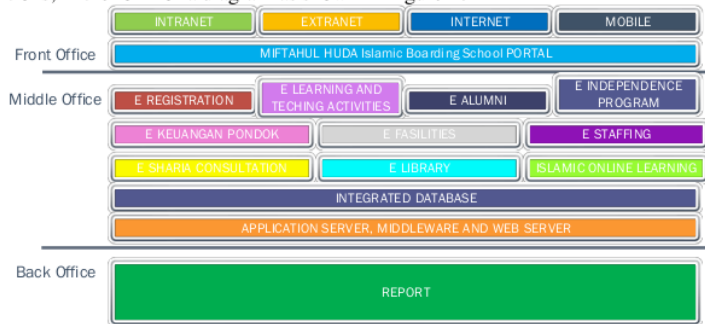 INTRANET EXTRANET INTERNET MOBILE
Front Office MIFTAHUL HUDA Islamic Boarding School PORTAL
Middle Office E REGISTRATION E LEARNING AND TECHING ACTIVITIES E ALUMNI E INDEPENDENCE PROGRAM
E KEUANGAN PONDOK E FASILITIES E STAFFING
E SHARIA CONSULTATION E LIBRARY ISLAMIC ONLINE LEARNING
INTEGRATED DATABASE
APPLICATION SERVER, MIDDLEWARE AND WEB SERVER
Back Office REPORT